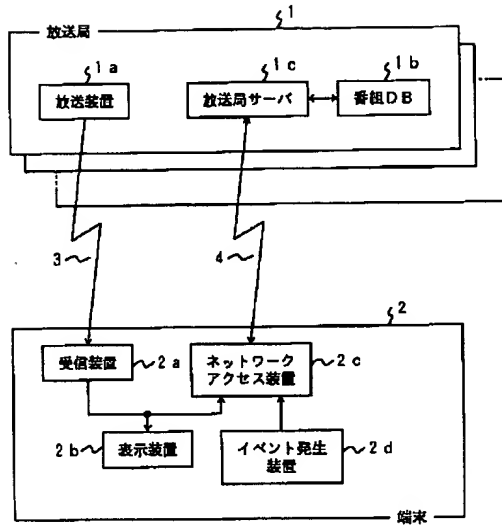 1
放送局
1a
1c
1b
放送装置
放送局サーバ
番組DB
3
4
2
受信装置
2a
ネットワーク
アクセス装置
2c
2b
表示装置
イベント発生
装置
2d
端末